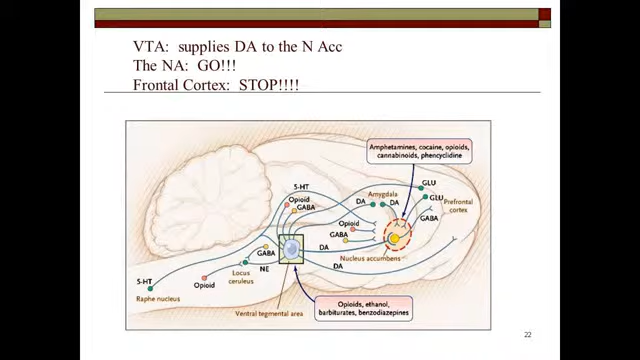 VTA:  supplies DA to the N Acc
The NA:  GO!!!
Frontal Cortex:  STOP!!!!
Amphetamines, cocaine, opioids,
cannabinoids, phencyclidine
5-HT
Opioid
GABA
GLU
Amygdala
DA
DA
GLU
Prefrontal
cortex
GABA
Opioid
GABA
DA
GABA
Nucleus accumbens
DA
NE
Locus
ceruleus
5-HT
Opioid
Raphe nucleus
Ventral tegmental area
Opioids, ethanol,
barbiturates, benzodiazepines
22